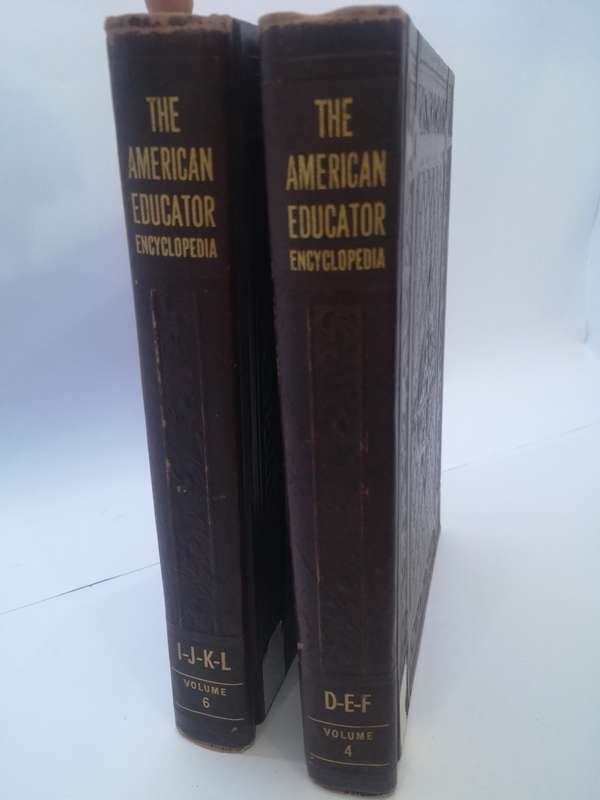 THE
AMERICAN
EDUCATOR
ENCYCLOPEDIA
I-J-K-L
VOLUME
6
THE
AMERICAN
EDUCATOR
ENCYCLOPEDIA
D-E-F
VOLUME
4